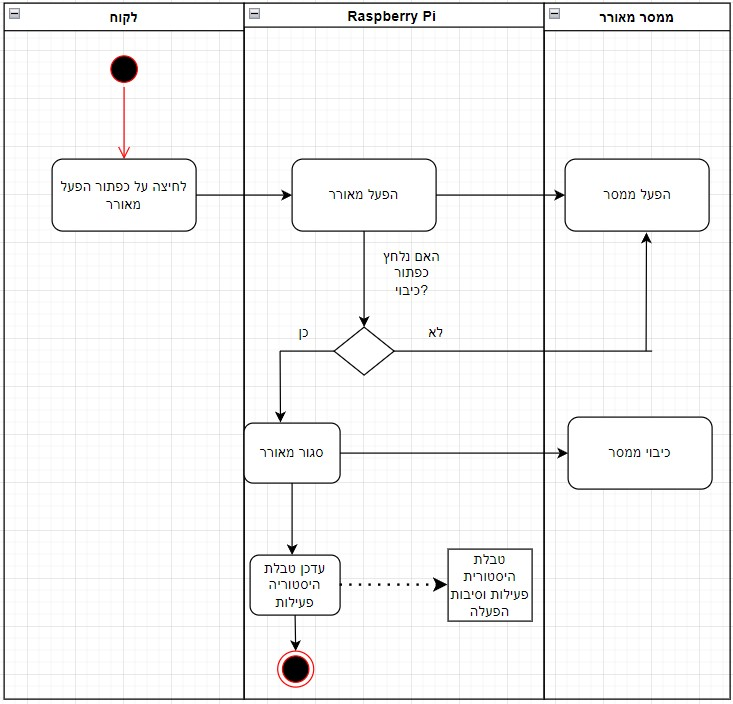 לקוח
Raspberry Pi
ממסר מאורר
לחיצה על כפתור הפעל
מאורר
הפעל מאורר
הפעל ממסר
האם נלחץ
כפתור
כיבוי?
כן
לא
סגור מאורר
כיבוי ממסר
עדכן טבלת
היסטוריה
פעילות
טבלת
היסטורית
פעילות וסיבות
הפעלה